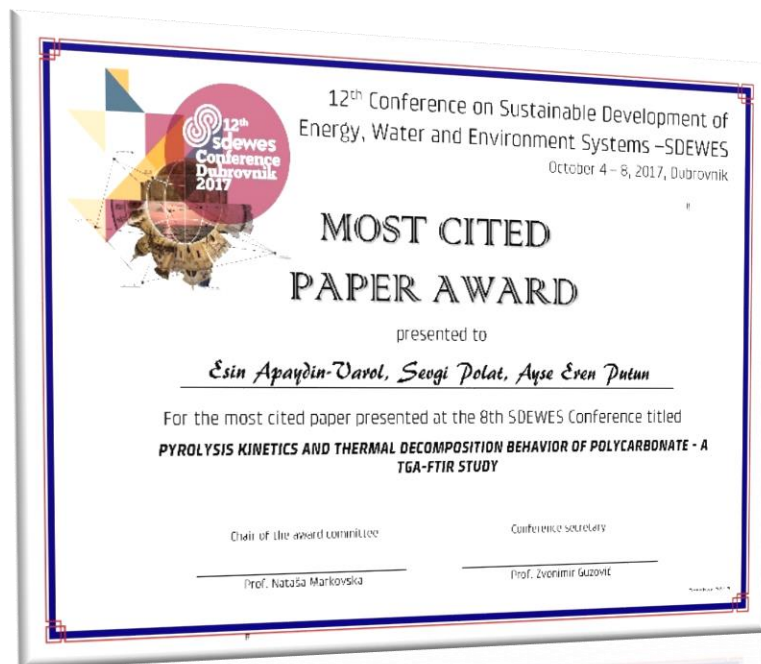 12th
sdewes
Conference
Dubrovnik
2017
12th Conference on Sustainable Development of
Energy, Water and Environment Systems –SDEWES
October 4 – 8, 2017, Dubrovnik
MOST CITED
PAPER AWARD
presented to
Esin Apaydin-Varol, Sevgi Polat, Ayse Eren Putun
For the most cited paper presented at the 8th SDEWES Conference titled
PYROLYSIS KINETICS AND THERMAL DECOMPOSITION BEHAVIOR OF POLYCARBONATE - A
TGA-FTIR STUDY
Chair of the award committee
Conference secretary
Prof. Nataša Markovska
Prof. Zvonimir Guzović